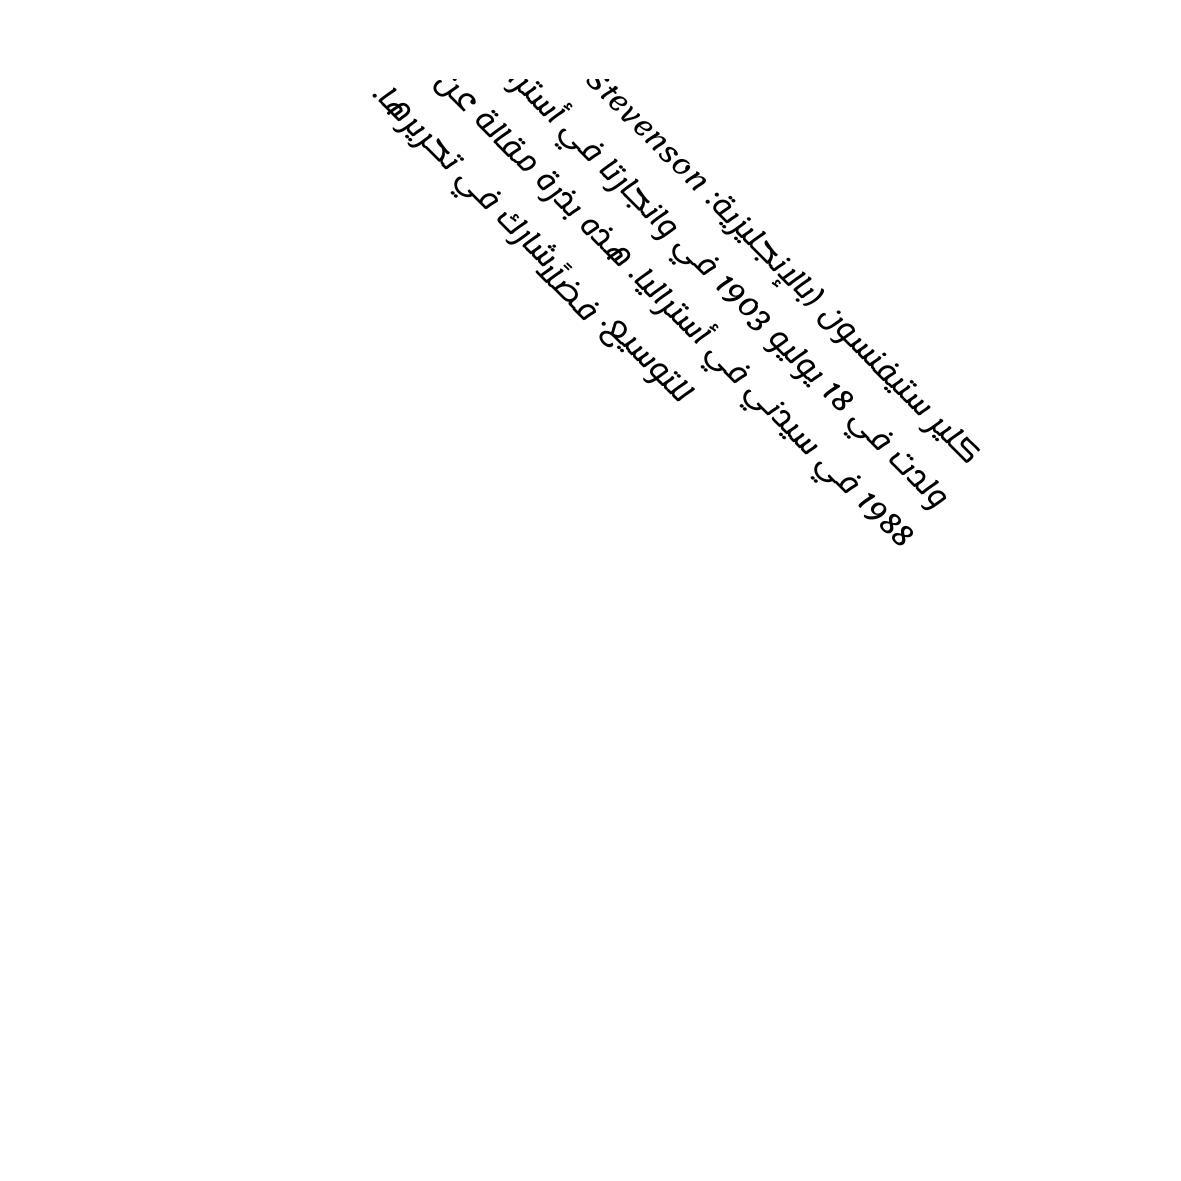 كلير ستيفنسون (بالإنجليزية: Stevenson
ولدت في 18 يوليو 1903 في وانجارتا في
1988 في سيدني في أستراليا. هذه بذرة مقالة عن
للتوسيع. فضلًاشارك في تحريرها.